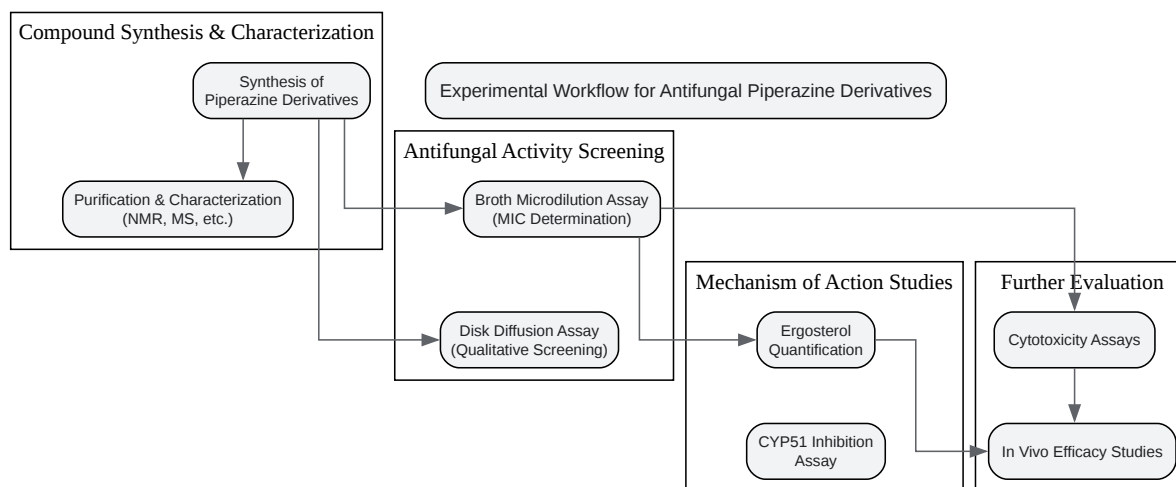 Compound Synthesis & Characterization
Synthesis of
Piperazine Derivatives
Purification & Characterization
(NMR, MS, etc.)
Experimental Workflow for Antifungal Piperazine Derivatives
Antifungal Activity Screening
Broth Microdilution Assay
(MIC Determination)
Disk Diffusion Assay
(Qualitative Screening)
Mechanism of Action Studies
Ergosterol
Quantification
CYP51 Inhibition
Assay
Further Evaluation
Cytotoxicity Assays
In Vivo Efficacy Studies